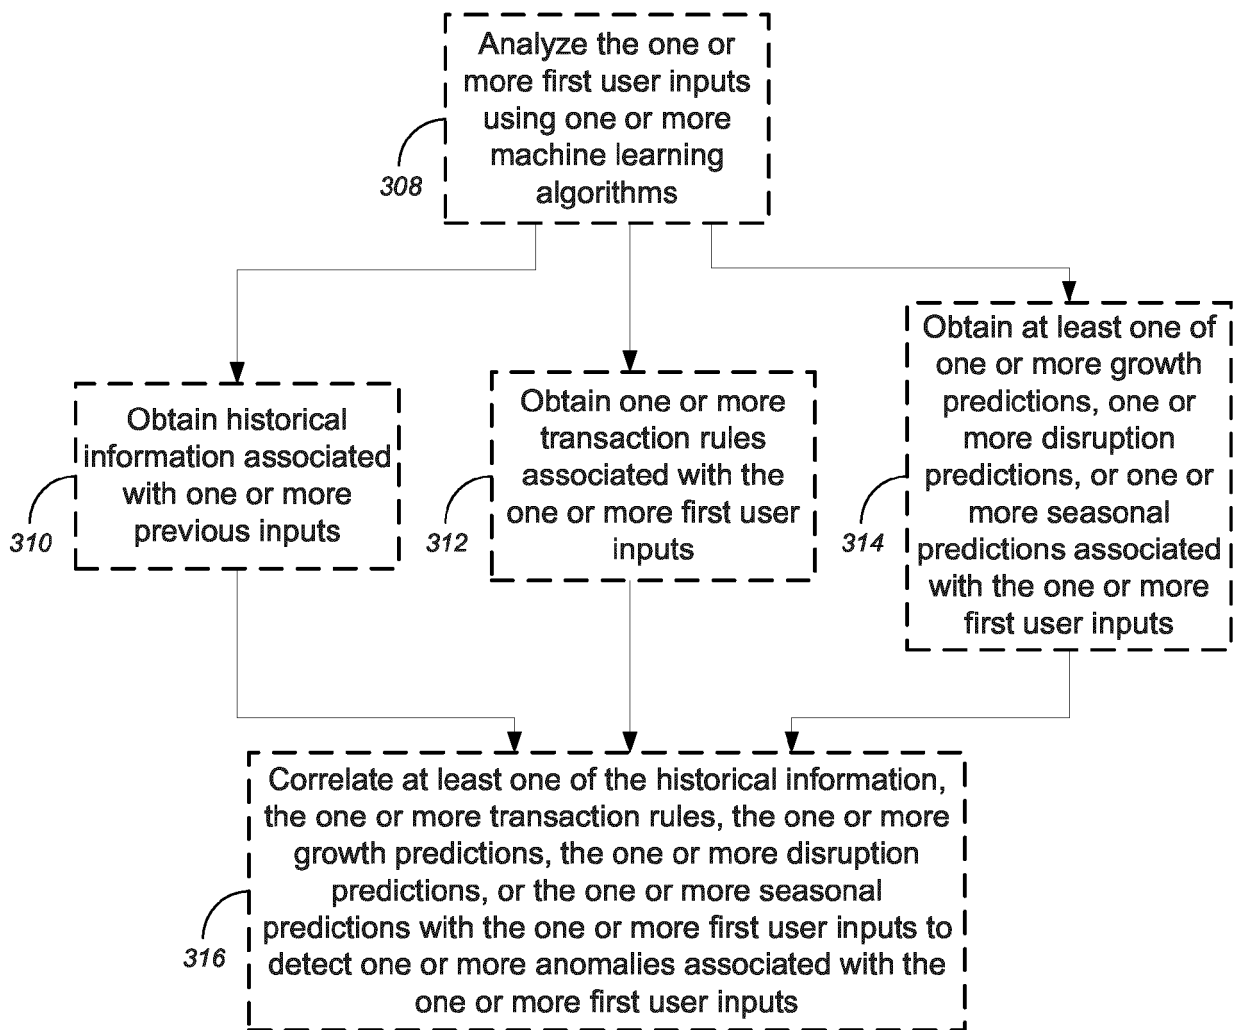 Analyze the one or
more first user inputs
using one or more
machine learning
algorithms
308
Obtain historical
information associated
with one or more
previous inputs
310
Obtain one or more
transaction rules
associated with the
one or more first user
inputs
312
Obtain at least one of
one or more growth
predictions, one or
more disruption
predictions, or one or
more seasonal
predictions associated
with the one or more
first user inputs
314
Correlate at least one of the historical information,
the one or more transaction rules, the one or more
growth predictions, the one or more disruption
predictions, or the one or more seasonal
predictions with the one or more first user inputs to
detect one or more anomalies associated with the
one or more first user inputs
316